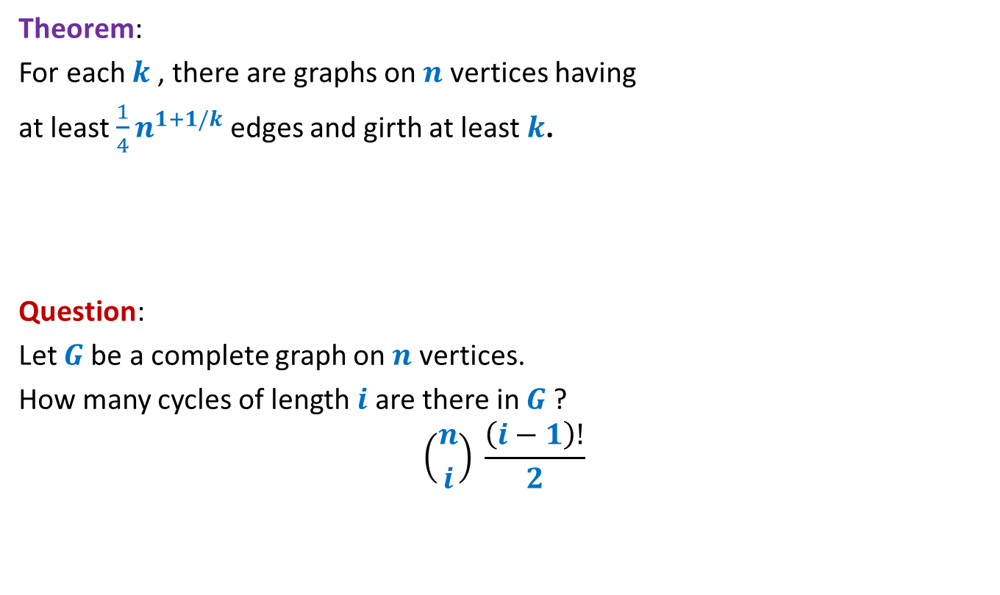 Theorem:
For each k , there are graphs on n vertices having
at least 1/4 n^{1+1/k} edges and girth at least k.
Question:
Let G be a complete graph on n vertices.
How many cycles of length i are there in G ?
\binom{n}{i} \frac{(i − 1)!}{2}